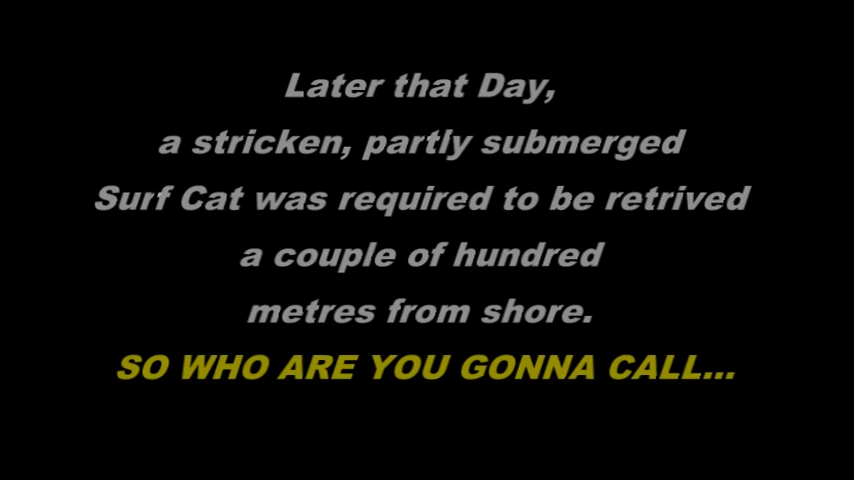 Later that Day,
a stricken, partly submerged
Surf Cat was required to be retrived
a couple of hundred
metres from shore.
SO WHO ARE YOU GONNA CALL...